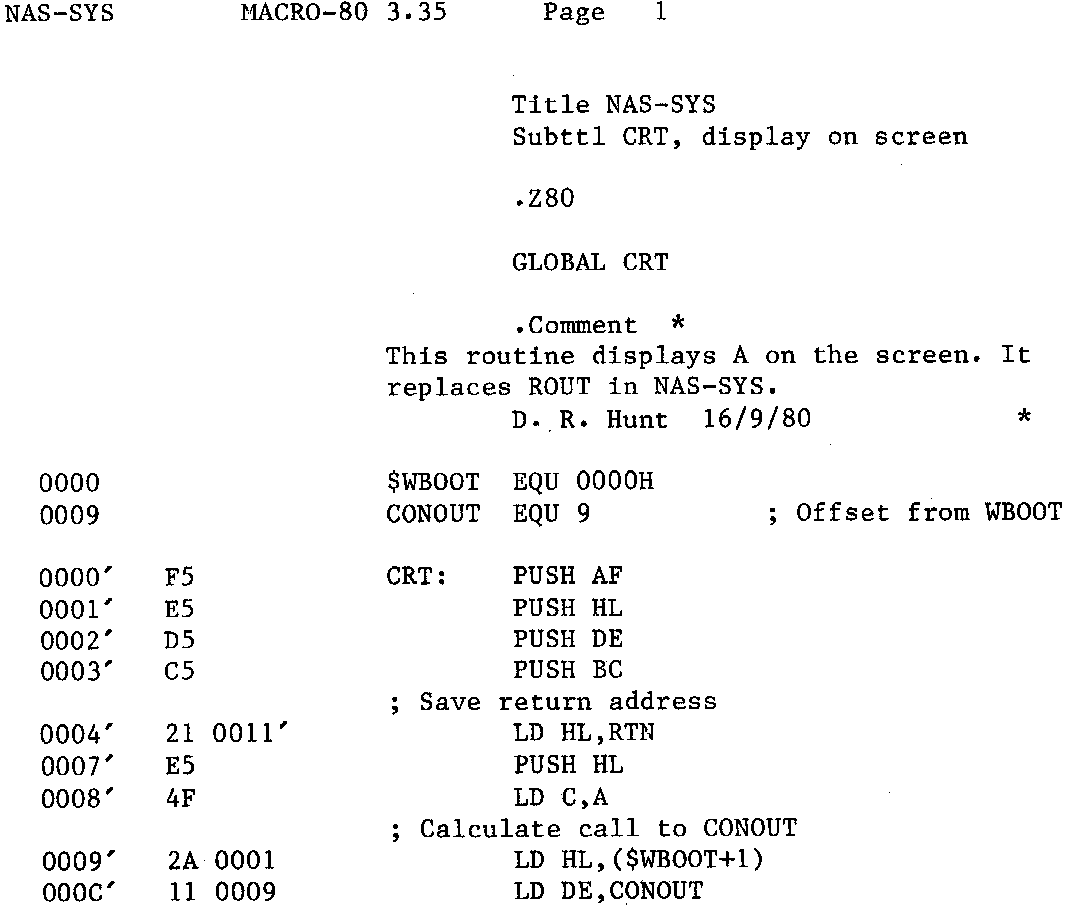 NAS-SYS MACRO-80 3.35 Page 1
Title NAS-SYS
Subttl CRT, display on screen
.Z80
GLOBAL CRT
.Comment *
This routine displays A on the screen. It
replaces ROUT in NAS-SYS.
D. R. Hunt 16/9/80 *
0000 $WBOOT EQU 0000H
0009 CONOUT EQU 9 ; Offset from WBOOT
0000' F5 CRT: PUSH AF
0001' E5 PUSH HL
0002' D5 PUSH DE
0003' C5 PUSH BC
; Save return address
0004' 21 0011' LD HL,RTN
0007' E5 PUSH HL
0008' 4F LD C,A
; Calculate call to CONOUT
0009' 2A 0001 LD HL,($WBOOT+1)
000C' 11 0009 LD DE,CONOUT